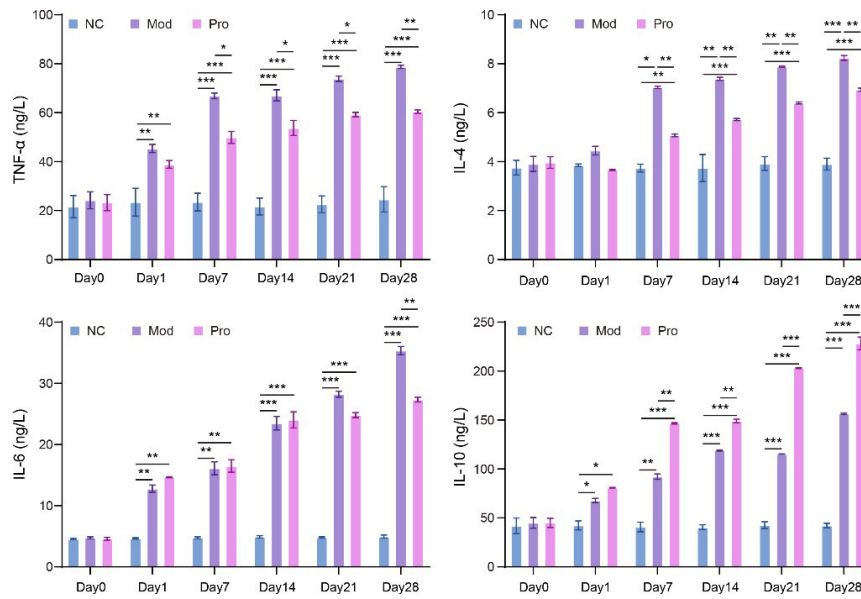 NC Mod Pro
TNF-α (ng/L)
100
80
60
40
20
0
** **
*** *** *
*** *** *
*** *** *
*** *** **
Day0 Day1 Day7 Day14 Day21 Day28
NC Mod Pro
IL-4 (ng/L)
10
8
6
4
2
0
* ** **
** ** ***
** ** ***
*** ** ***
Day0 Day1 Day7 Day14 Day21 Day28
NC Mod Pro
IL-6 (ng/L)
40
30
20
10
0
** **
** **
*** ***
*** ***
*** *** **
Day0 Day1 Day7 Day14 Day21 Day28
NC Mod Pro
IL-10 (ng/L)
250
200
150
100
50
0
* *
** *** **
*** *** **
*** *** ***
*** *** ***
Day0 Day1 Day7 Day14 Day21 Day28